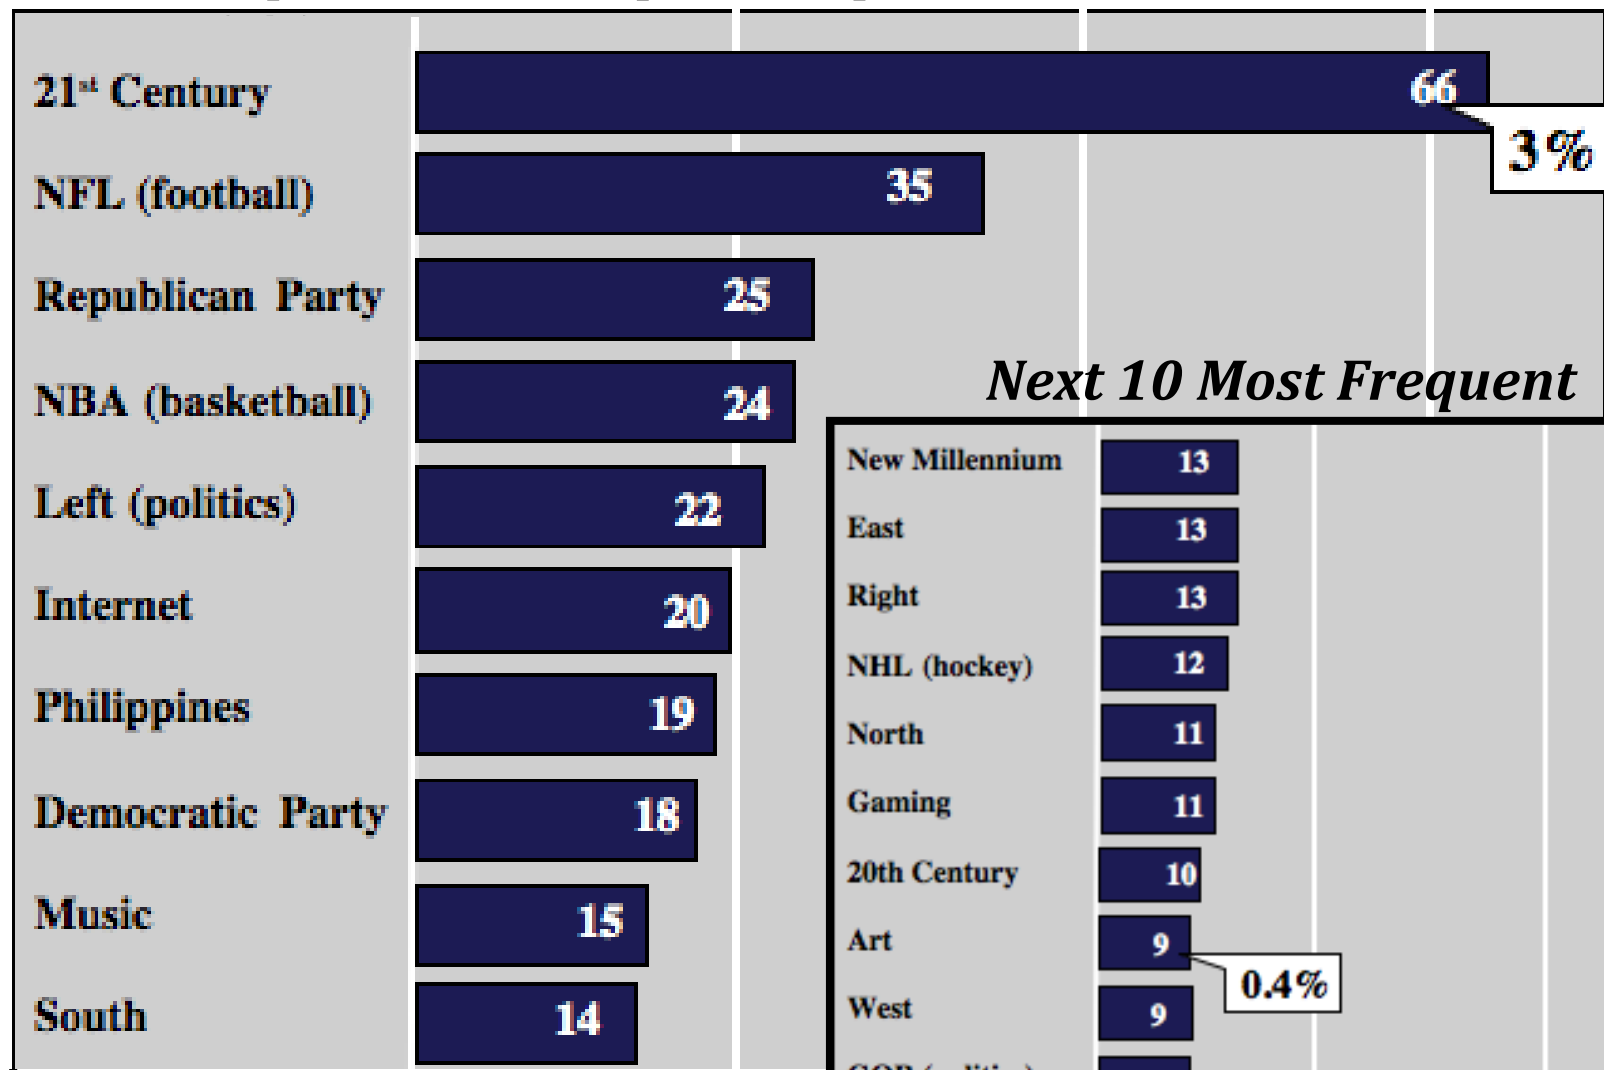 21st Century 66
3%
NFL (football) 35
Republican Party 25
NBA (basketball) 24
Left (politics) 22
Internet 20
Philippines 19
Democratic Party 18
Music 15
South 14
Next 10 Most Frequent
New Millennium 13
East 13
Right 13
NHL (hockey) 12
North 11
Gaming 11
20th Century 10
Art 9
0.4%
West 9